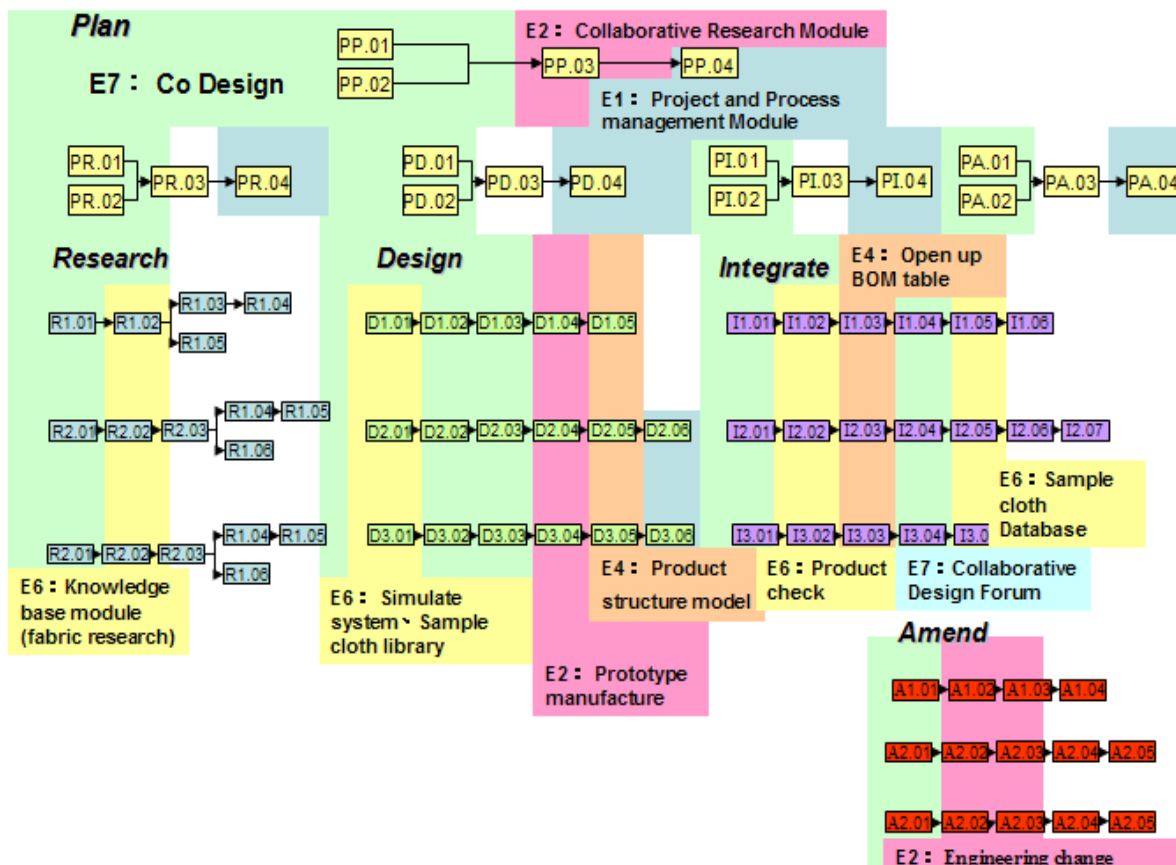 Plan
E2： Collaborative Research Module
PP.01
PP.02
PP.03
PP.04
E7： Co Design
E1： Project and Process
management Module
PR.01
PR.02
PR.03
PR.04
PD.01
PD.02
PD.03
PD.04
PI.01
PI.02
PI.03
PI.04
PA.01
PA.02
PA.03
PA.04
Research
Design
Integrate
E4： Open up
BOM table
R1.01
R1.02
R1.03
R1.04
R1.05
D1.01
D1.02
D1.03
D1.04
D1.05
I1.01
I1.02
I1.03
I1.04
I1.05
I1.06
R2.01
R2.02
R2.03
R1.04
R1.05
R1.06
D2.01
D2.02
D2.03
D2.04
D2.05
D2.06
I2.01
I2.02
I2.03
I2.04
I2.05
I2.06
I2.07
E6：Sample
cloth
Database
R2.01
R2.02
R2.03
R1.04
R1.05
R1.06
D3.01
D3.02
D3.03
D3.04
D3.05
D3.06
I3.01
I3.02
I3.03
I3.04
I3.0
E6：Knowledge
base module
(fabric research)
E6： Simulate
system、Sample
cloth library
E4： Product
structure model
E6：Product
check
E7：Collaborative
Design Forum
E2： Prototype
manufacture
Amend
A1.01
A1.02
A1.03
A1.04
A2.01
A2.02
A2.03
A2.04
A2.05
A2.01
A2.02
A2.03
A2.04
A2.05
E2： Engineering change